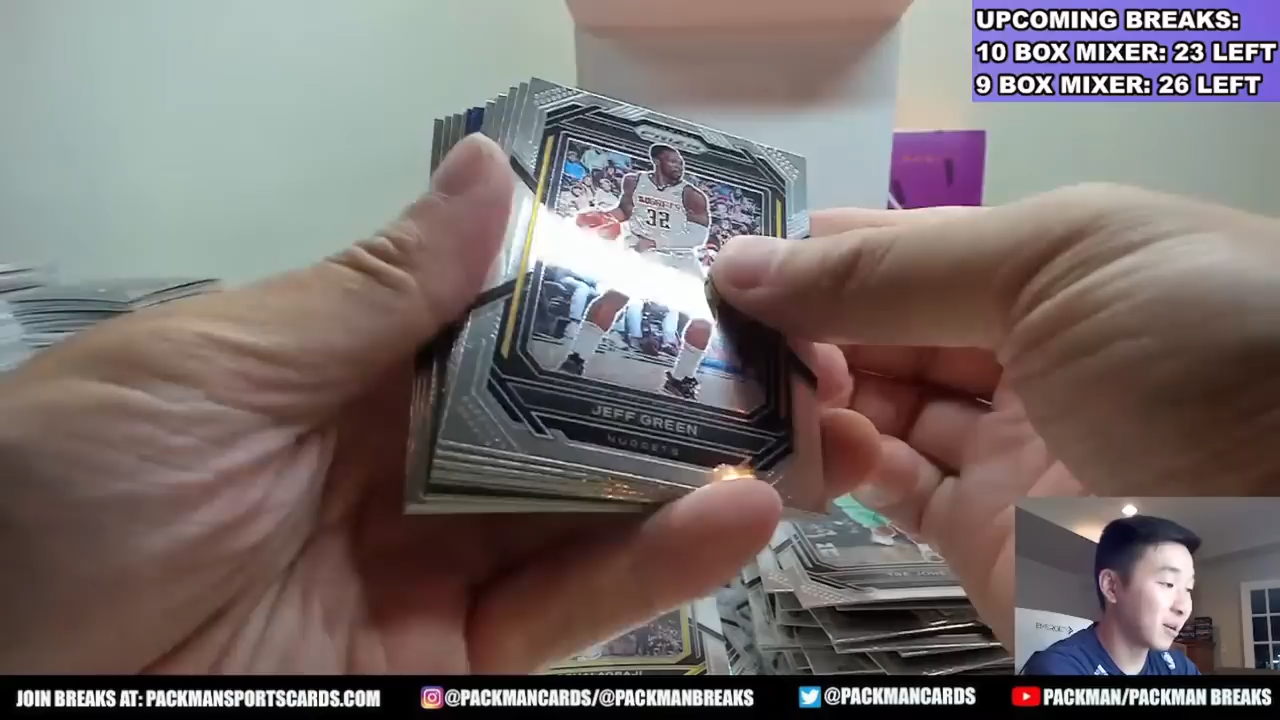 UPCOMING BREAKS:
10 BOX MIXER: 23 LEFT
9 BOX MIXER: 26 LEFT
PRIZM
NUGGETS
32
JEFF GREEN
NUGGETS
JOIN BREAKS AT: PACKMANSPORTSCARDS.COM
@PACKMANCARDS/@PACKMANBREAKS
@PACKMANCARDS
PACKMAN/PACKMAN BREAKS